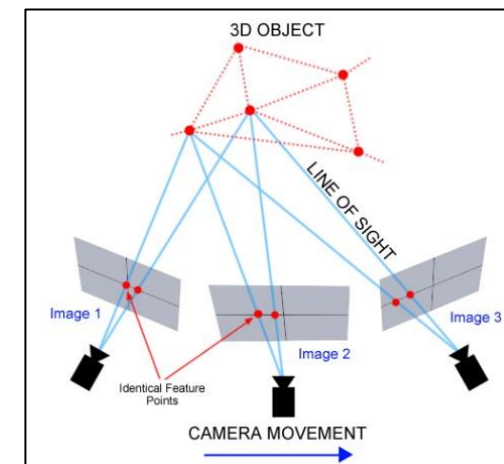 3D OBJECT
LINE OF SIGHT
Image 1
Image 2
Image 3
Identical Feature
Points
CAMERA MOVEMENT